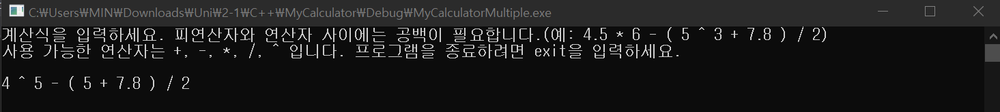 C:₩Users₩MIN₩Downloads₩Uni₩2-1₩C++₩MyCalculator₩Debug₩MyCalculatorMultiple.exe
계산식을 입력하세요. 피연산자와 연산자 사이에는 공백이 필요합니다.(예: 4.5 * 6 - ( 5 ^ 3 + 7.8 ) / 2)
사용 가능한 연산자는 +, -, *, /, ^ 입니다. 프로그램을 종료하려면 exit을 입력하세요.
4 ^ 5 - ( 5 + 7.8 ) / 2